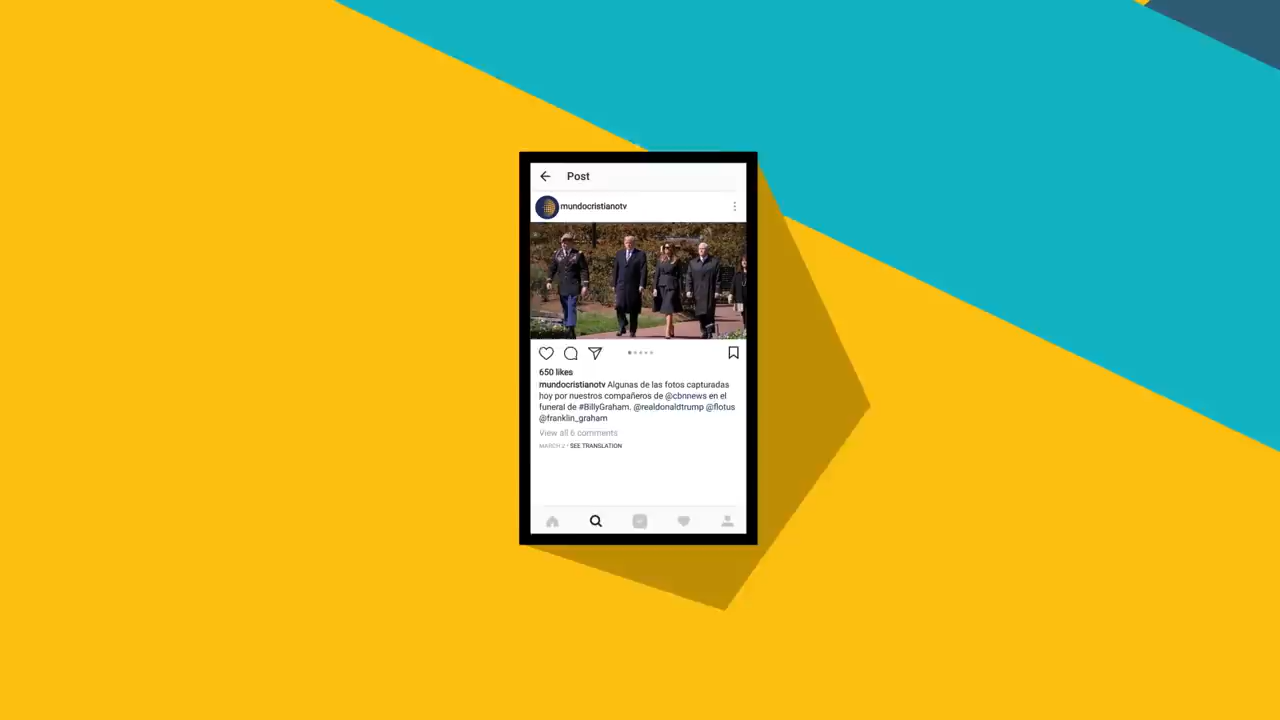 Post
mundocristianotv
650 likes
mundocristianotv Algunas de las fotos capturadas
hoy por nuestros compañeros de @cbnnews en el
funeral de #BillyGraham. @realdonaldtrump @flotus
@franklin_graham
View all 6 comments
MARCH 2 • SEE TRANSLATION